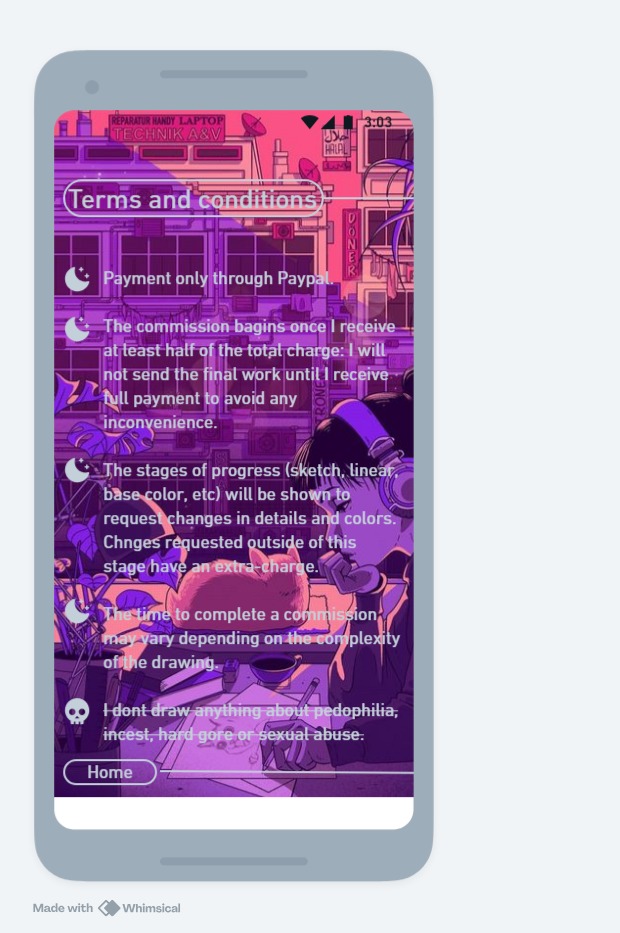 REPARATUR HANDY LAPTOP
TECHNIK A&V
3:03
حلال
HALAL
Terms and conditions
DÖNER
Payment only through Paypal.
The commission bagins once I receive
at least half of the total charge: I will
not send the final work until I receive
full payment to avoid any
inconvenience.
The stages of progress (sketch, linear,
base color, etc) will be shown to
request changes in details and colors.
Chnges requested outside of this
stage have an extra-charge.
The time to complete a commission
may vary depending on the complexity
of the drawing.
I dont draw anything about pedophilia,
incest, hard gore or sexual abuse.
Home
Made with Whimsical